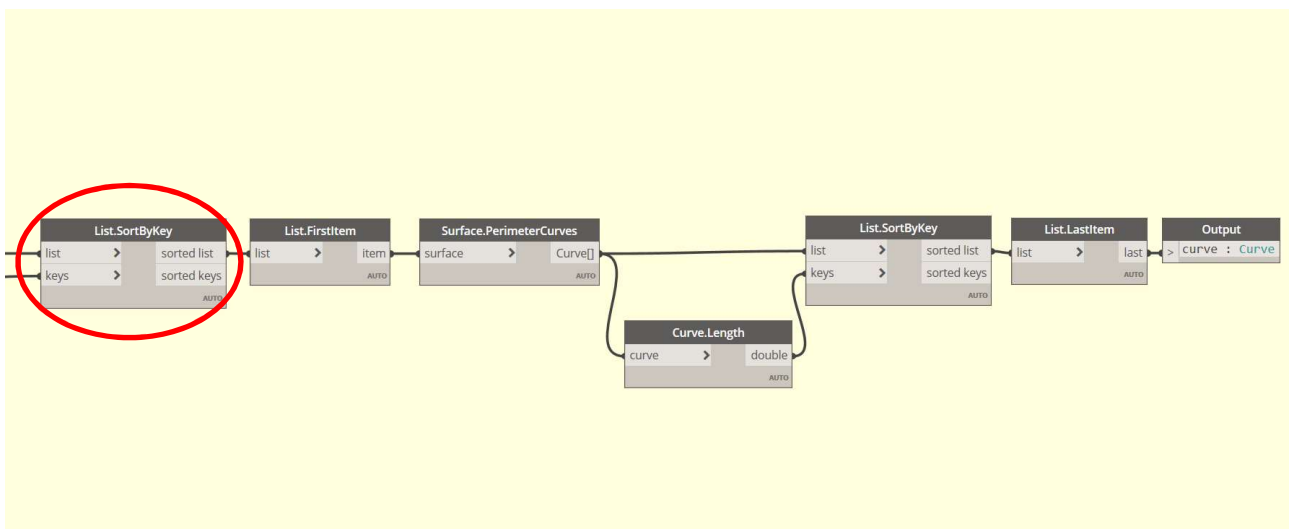 List.SortByKey
list > sorted list
keys > sorted keys
AUTO
List.FirstItem
list > item
AUTO
Surface.PerimeterCurves
surface > Curve[]
AUTO
Curve.Length
curve > double
AUTO
List.SortByKey
list > sorted list
keys > sorted keys
AUTO
List.LastItem
list > last
AUTO
Output
> curve : Curve